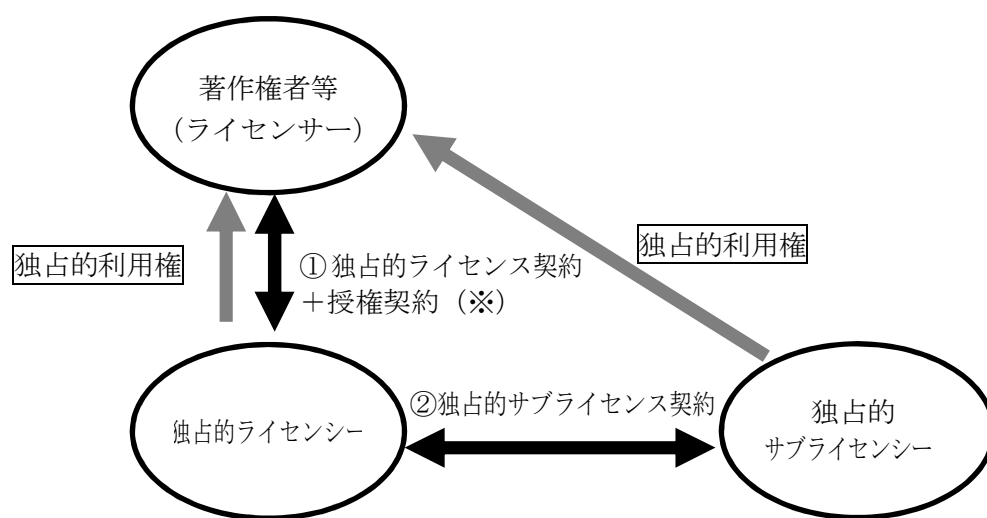 著作権者等
（ライセンサー）
独占的利用権
独占的利用権
①独占的ライセンス契約
＋授権契約（※）
独占的ライセンシー
②独占的サブライセンス契約
独占的
サブライセンシー